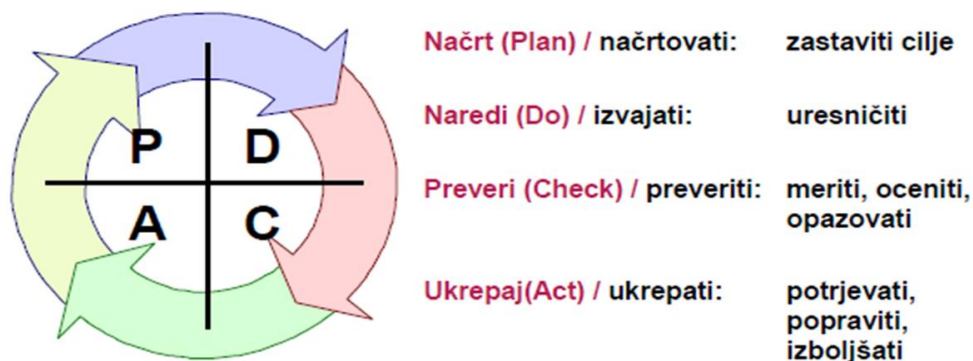 P D
A C
Načrt (Plan) / načrtovati: zastaviti cilje
Naredi (Do) / izvajati: uresničiti
Preveri (Check) / preveriti: meriti, oceniti,
opazovati
Ukrepaj(Act) / ukrepati: potrjevati,
popraviti,
izboljšati